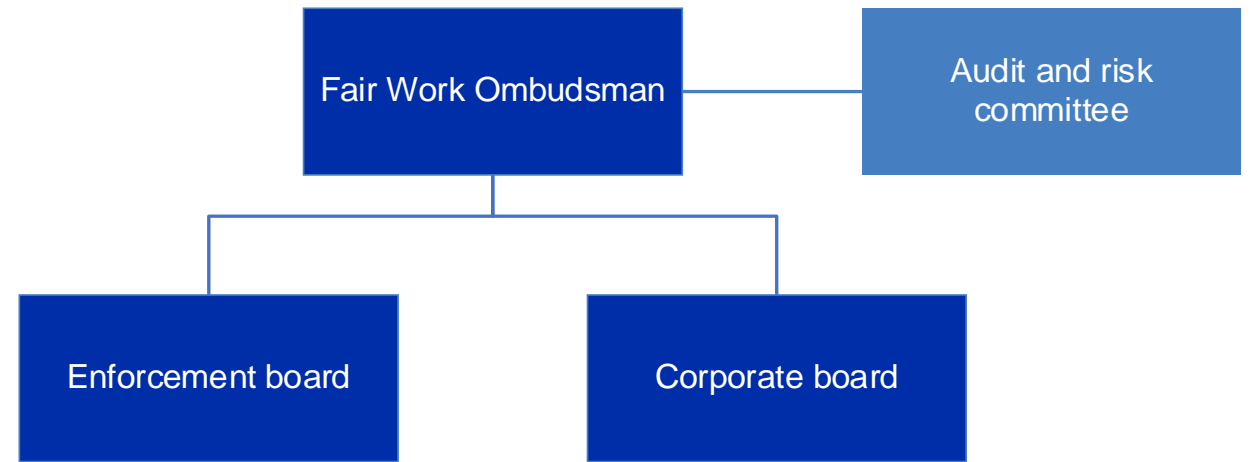 Fair Work Ombudsman
Audit and risk
committee
Enforcement board
Corporate board